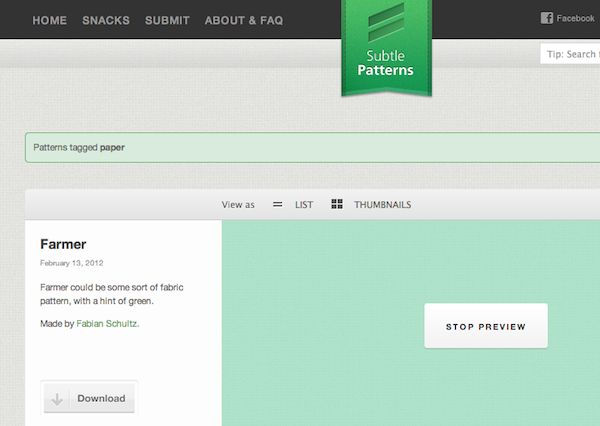 HOME SNACKS SUBMIT ABOUT & FAQ
Facebook
Subtle
Patterns
Tip: Search
Patterns tagged paper
View as LIST THUMBNAILS
Farmer
February 13, 2012
Farmer could be some sort of fabric
pattern, with a hint of green.
Made by Fabian Schultz.
STOP PREVIEW
Download